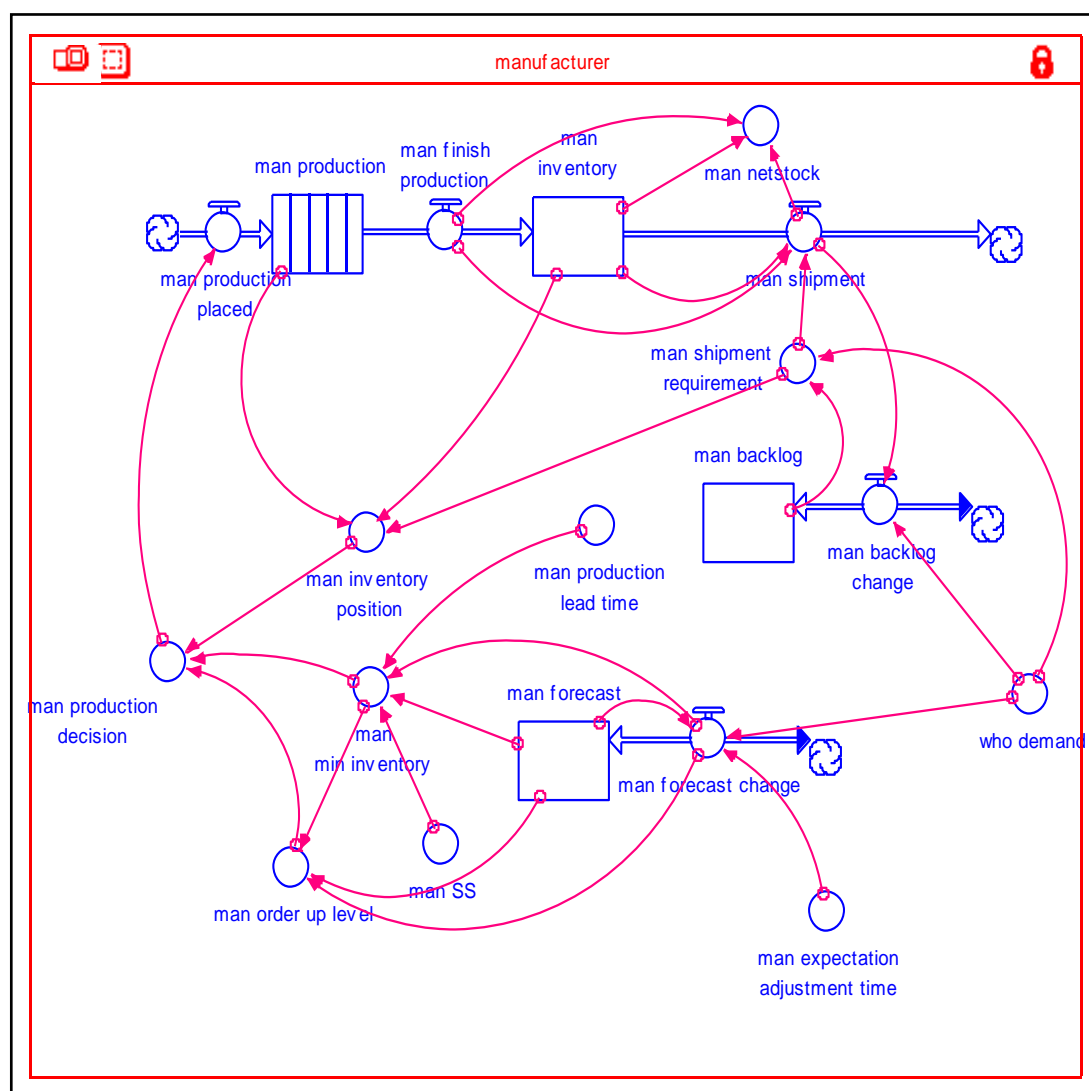 manufacturer
man production
man finish
production
man
inventory
man netstock
man production
placed
man shipment
man shipment
requirement
man backlog
man backlog
change
man inventory
position
man production
lead time
man production
decision
man
min inventory
man forecast
man forecast change
who demand
man SS
man order up level
man expectation
adjustment time